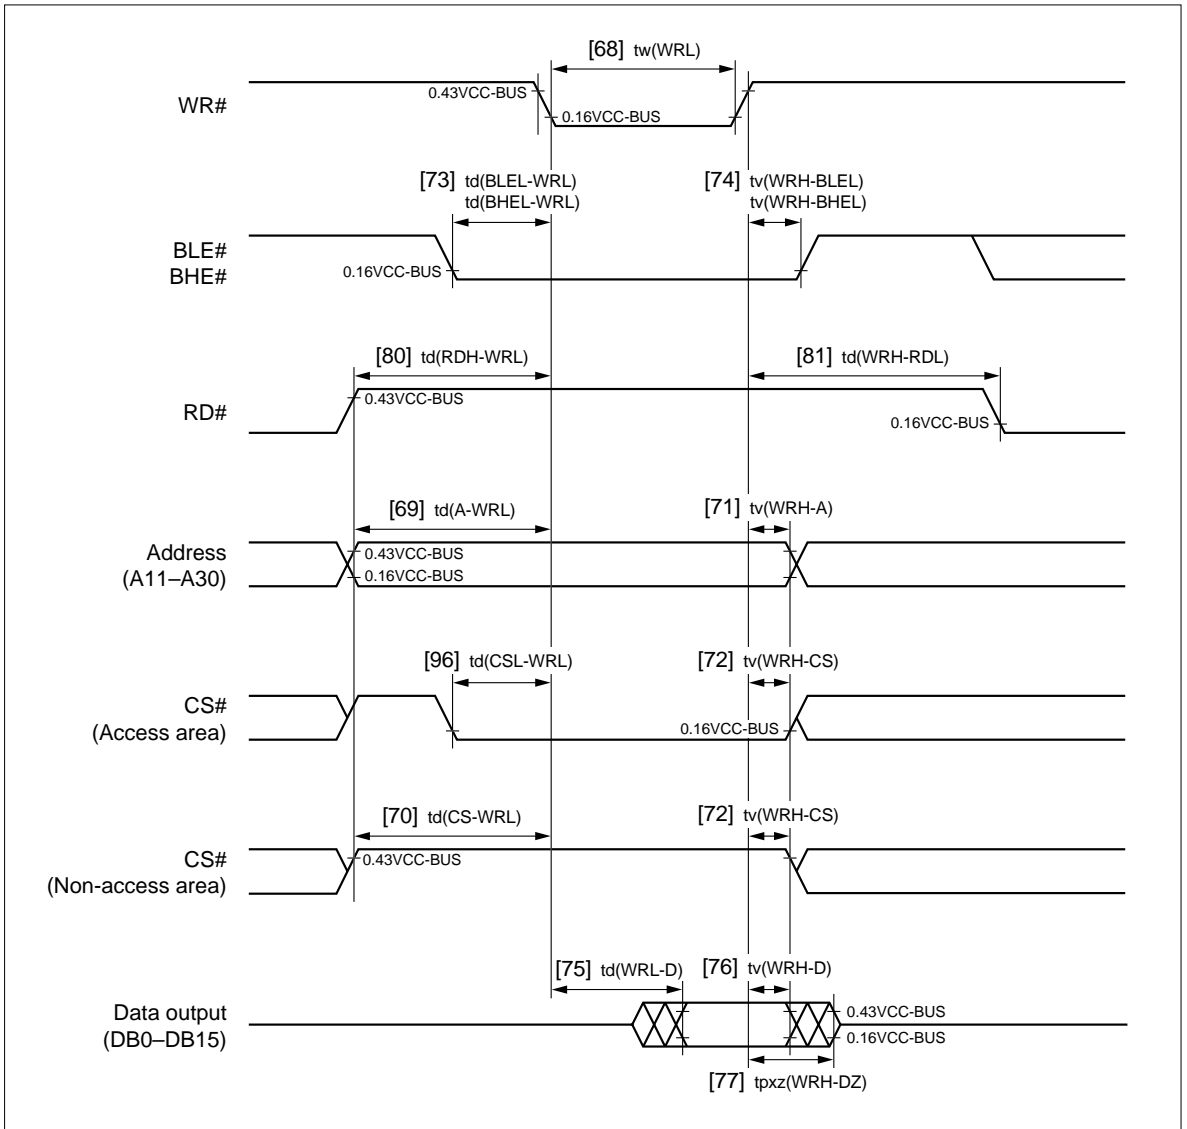 [68] tw(WRL)
WR#
0.43VCC-BUS
0.16VCC-BUS
[73] td(BLEL-WRL)
td(BHEL-WRL)
[74] tv(WRH-BLEL)
tv(WRH-BHEL)
BLE#
BHE#
0.16VCC-BUS
[80] td(RDH-WRL)
[81] td(WRH-RDL)
RD#
0.43VCC-BUS
0.16VCC-BUS
[69] td(A-WRL)
[71] tv(WRH-A)
Address
(A11–A30)
0.43VCC-BUS
0.16VCC-BUS
[96] td(CSL-WRL)
[72] tv(WRH-CS)
CS#
(Access area)
0.16VCC-BUS
[70] td(CS-WRL)
[72] tv(WRH-CS)
CS#
(Non-access area)
0.43VCC-BUS
[75] td(WRL-D)
[76] tv(WRH-D)
Data output
(DB0–DB15)
0.43VCC-BUS
0.16VCC-BUS
[77] tpxz(WRH-DZ)